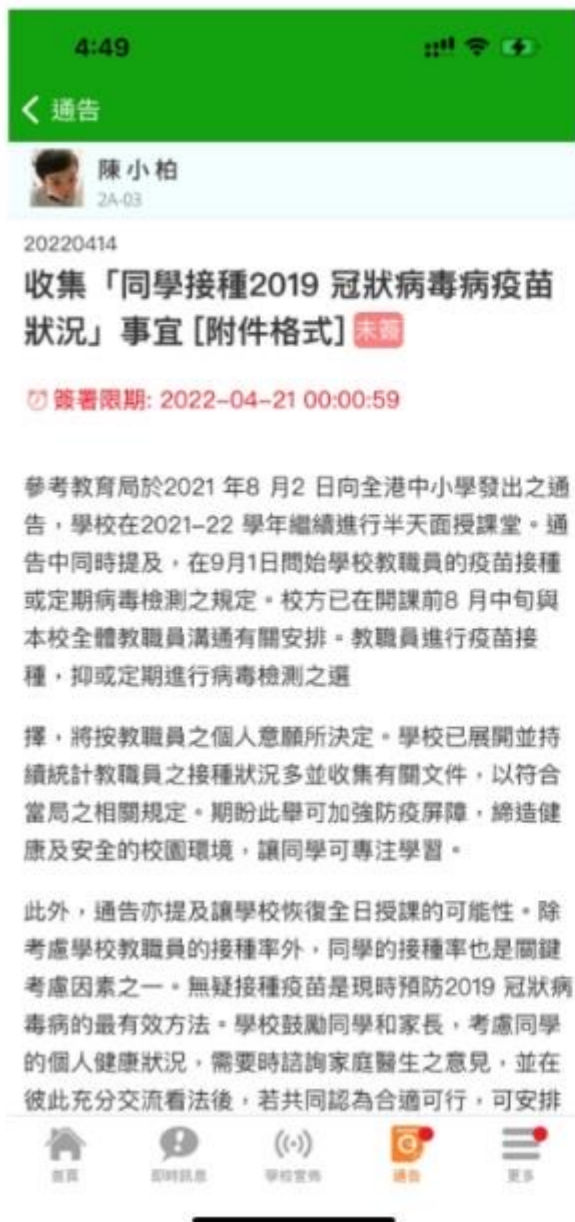 4:49
通告
陳小柏
2A-03
20220414
收集「同學接種2019 冠狀病毒病疫苗
狀況」事宜 [附件格式] 未簽
簽署限期: 2022-04-21 00:00:59
參考教育局於2021 年8 月2 日向全港中小學發出之通
告，學校在2021-22 學年繼續進行半天面授課堂。通
告中同時提及，在9月1日間始學校教職員的疫苗接種
或定期病毒檢測之規定。校方已在開課前8 月中旬與
本校全體教職員溝通有關安排。教職員進行疫苗接
種，抑或定期進行病毒檢測之選
擇，將按教職員之個人意願所決定。學校已展開並持
續統計教職員之接種狀況多並收集有關文件，以符合
當局之相關規定。期盼此舉可加強防疫屏障，締造健
康及安全的校園環境，讓同學可專注學習。
此外，通告亦提及讓學校恢復全日授課的可能性。除
考慮學校教職員的接種率外，同學的接種率也是關鍵
考慮因素之一。無疑接種疫苗是現時預防2019 冠狀病
毒病的最有效方法。學校鼓勵同學和家長，考慮同學
的個人健康狀況，需要時諮詢家庭醫生之意見，並在
彼此充分交流看法後，若共同認為合適可行，可安排
首頁
即時訊息
學校宣佈
通告
更多